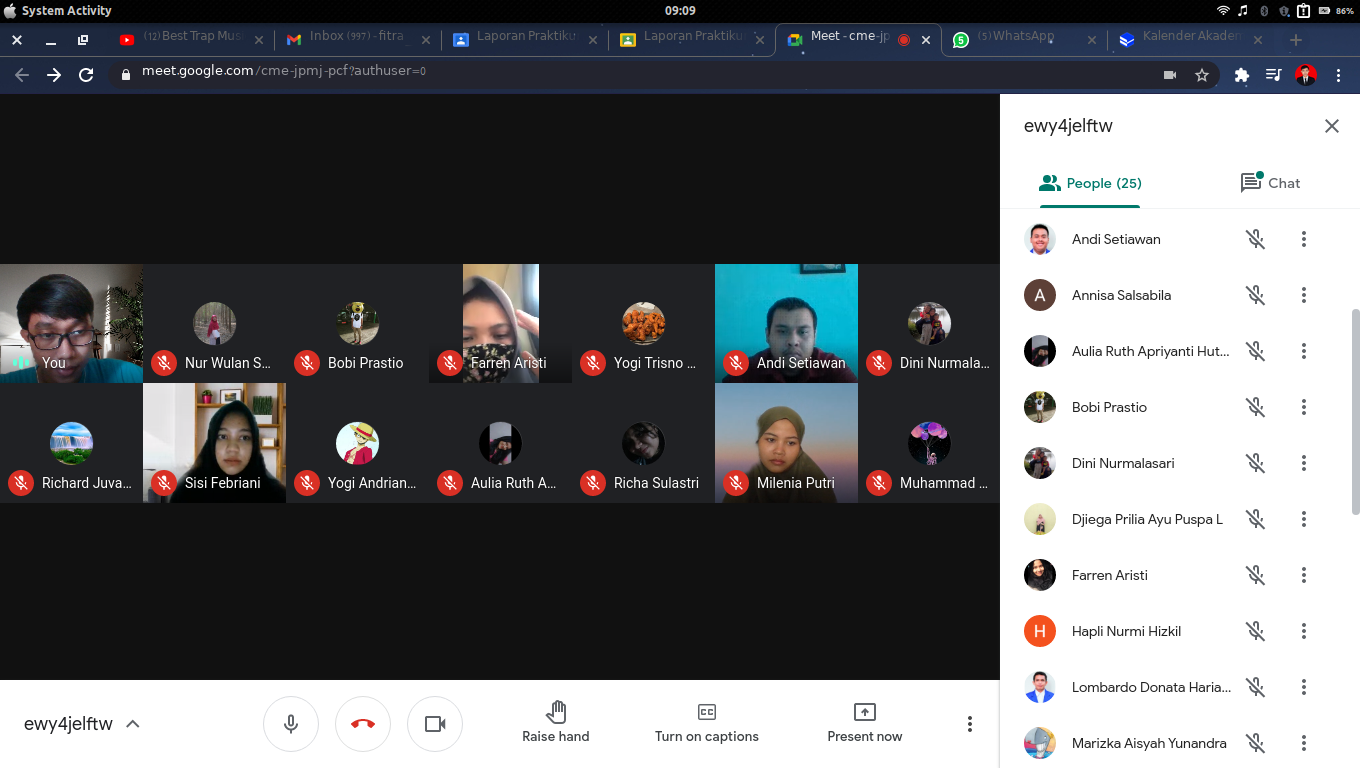 System Activity
09:09
86%
(12) Best Trap Mus
Inbox (997) - fitra
Laporan Praktiku
Laporan Praktiku
Meet - cme-jp
(5) WhatsApp
Kalender Akaden
meet.google.com/cme-jpmj-pcf?authuser=0
You
Nur Wulan S...
Bobi Prastio
Farren Aristi
Yogi Trisno ...
Andi Setiawan
Dini Nurmala...
Richard Juva...
Sisi Febriani
Yogi Andrian...
Aulia Ruth A...
Richa Sulastri
Milenia Putri
Muhammad ...
ewy4jelftw
Raise hand
Turn on captions
Present now
ewy4jelftw
People (25)
Chat
Andi Setiawan
A
Annisa Salsabila
Aulia Ruth Apriyanti Hut...
Bobi Prastio
Dini Nurmalasari
Djiega Prilia Ayu Puspa L
Farren Aristi
H
Hapli Nurmi Hizkil
Lombardo Donata Haria...
Marizka Aisyah Yunandra